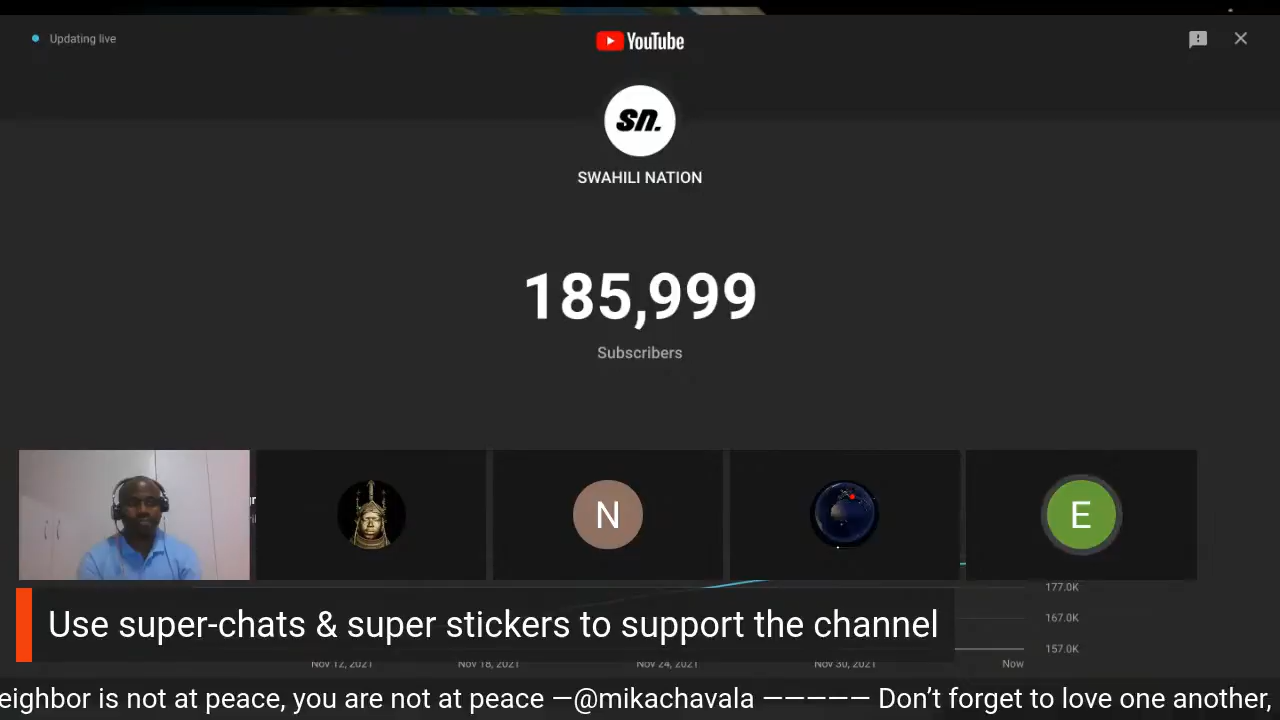 Updating live
YouTube
sn.
SWAHILI NATION
185,999
Subscribers
N
E
177.0K
Use super-chats & super stickers to support the channel
167.0K
157.0K
Nov 12, 2021 Nov 18, 2021 Nov 24, 2021 Nov 30, 2021 Now
eighbor is not at peace, you are not at peace —@mikachavala ————— Don’t forget to love one another,